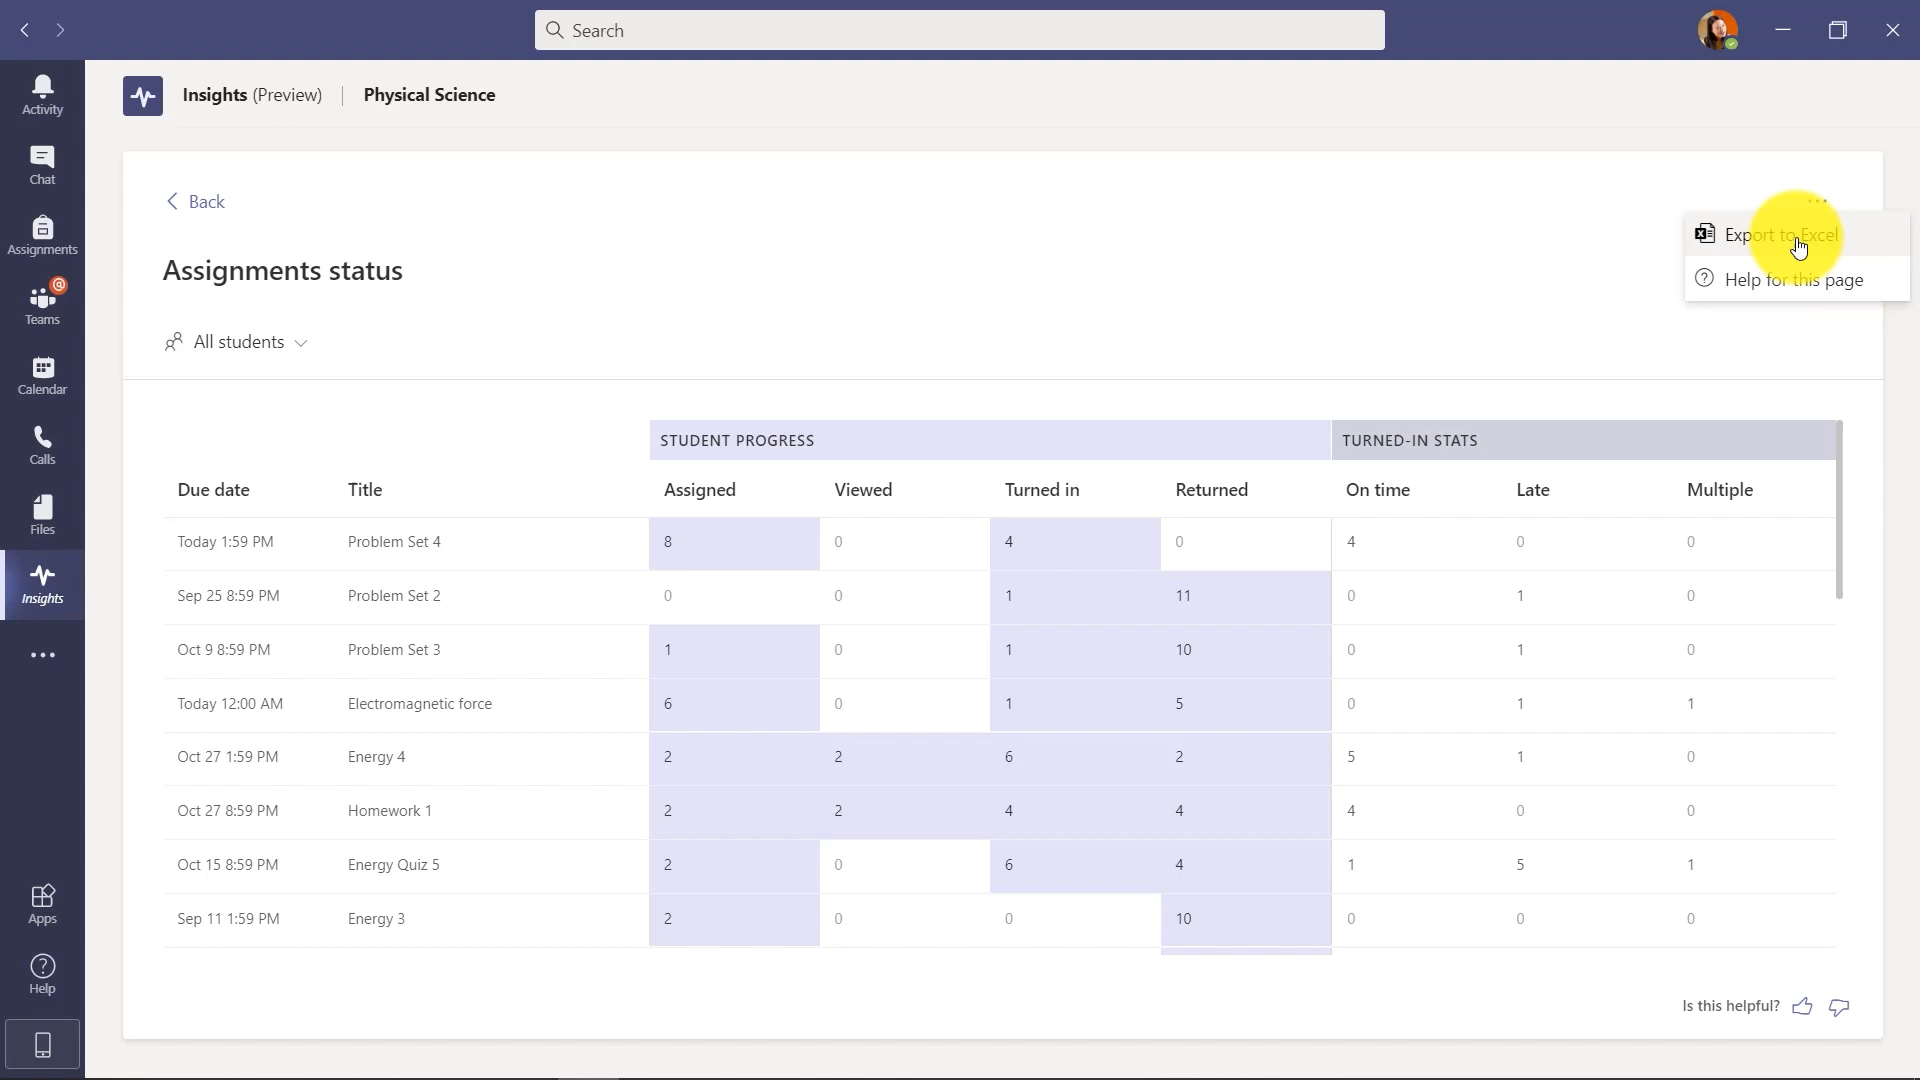 Search
Activity
Chat
Assignments
@
Teams
Calendar
Calls
Files
Insights
Apps
Help
Insights (Preview) | Physical Science
Back
Export to Excel
Help for this page
Assignments status
All students
STUDENT PROGRESS TURNED-IN STATS
Due date Title Assigned Viewed Turned in Returned On time Late Multiple
Today 1:59 PM Problem Set 4 8 0 4 0 4 0 0
Sep 25 8:59 PM Problem Set 2 0 0 1 11 0 1 0
Oct 9 8:59 PM Problem Set 3 1 0 1 10 0 1 0
Today 12:00 AM Electromagnetic force 6 0 1 5 0 1 1
Oct 27 1:59 PM Energy 4 2 2 6 2 5 1 0
Oct 27 8:59 PM Homework 1 2 2 4 4 4 0 0
Oct 15 8:59 PM Energy Quiz 5 2 0 6 4 1 5 1
Sep 11 1:59 PM Energy 3 2 0 0 10 0 0 0
Is this helpful?